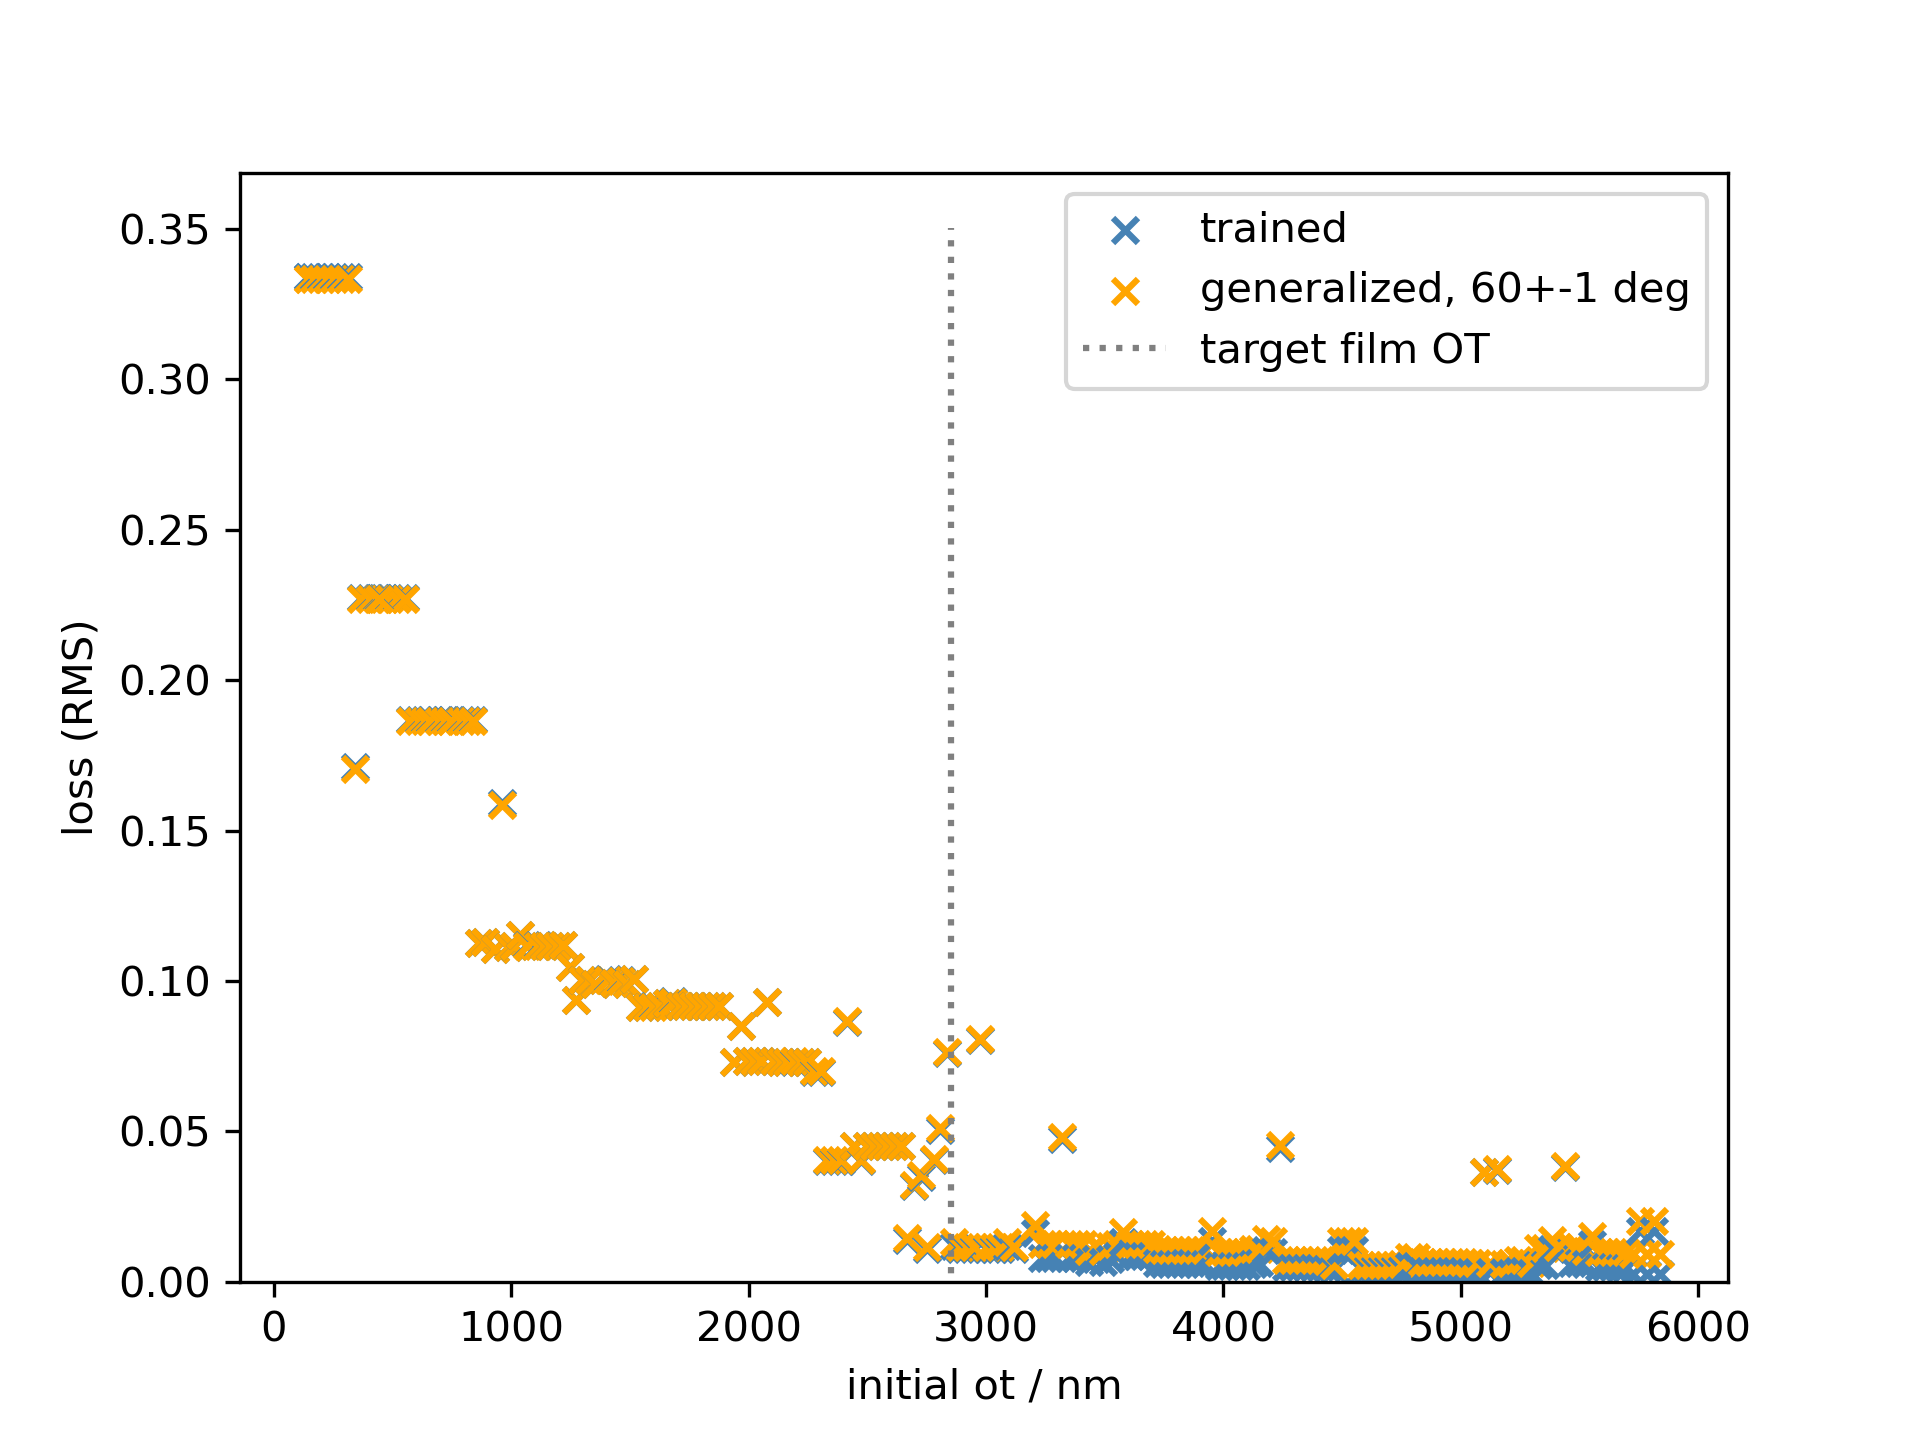 trained
generalized, 60+-1 deg
target film OT
0.35
0.30
0.25
0.20
0.15
0.10
0.05
0.00
loss (RMS)
0 1000 2000 3000 4000 5000 6000
initial ot / nm